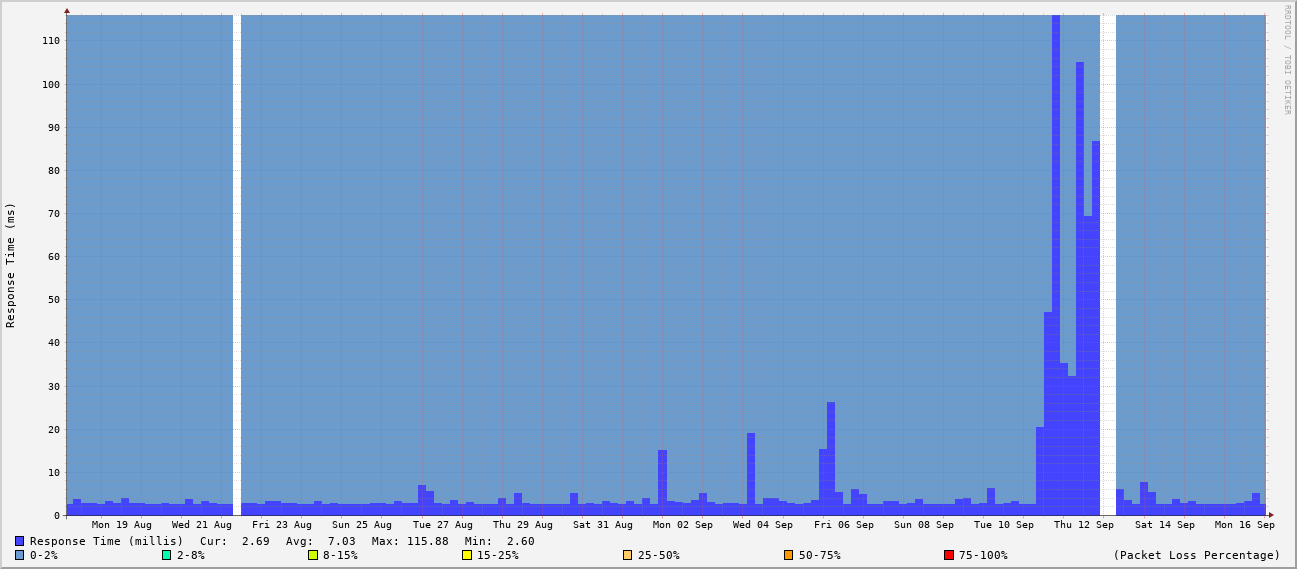 RRDTOOL / TOBI OETIKER
Response Time (ms)
110
100
90
80
70
60
50
40
30
20
10
0
Mon 19 Aug Wed 21 Aug Fri 23 Aug Sun 25 Aug Tue 27 Aug Thu 29 Aug Sat 31 Aug Mon 02 Sep Wed 04 Sep Fri 06 Sep Sun 08 Sep Tue 10 Sep Thu 12 Sep Sat 14 Sep Mon 16 Sep
Response Time (millis) Cur: 2.69 Avg: 7.03 Max: 115.88 Min: 2.60
0-2% 2-8% 8-15% 15-25% 25-50% 50-75% 75-100% (Packet Loss Percentage)